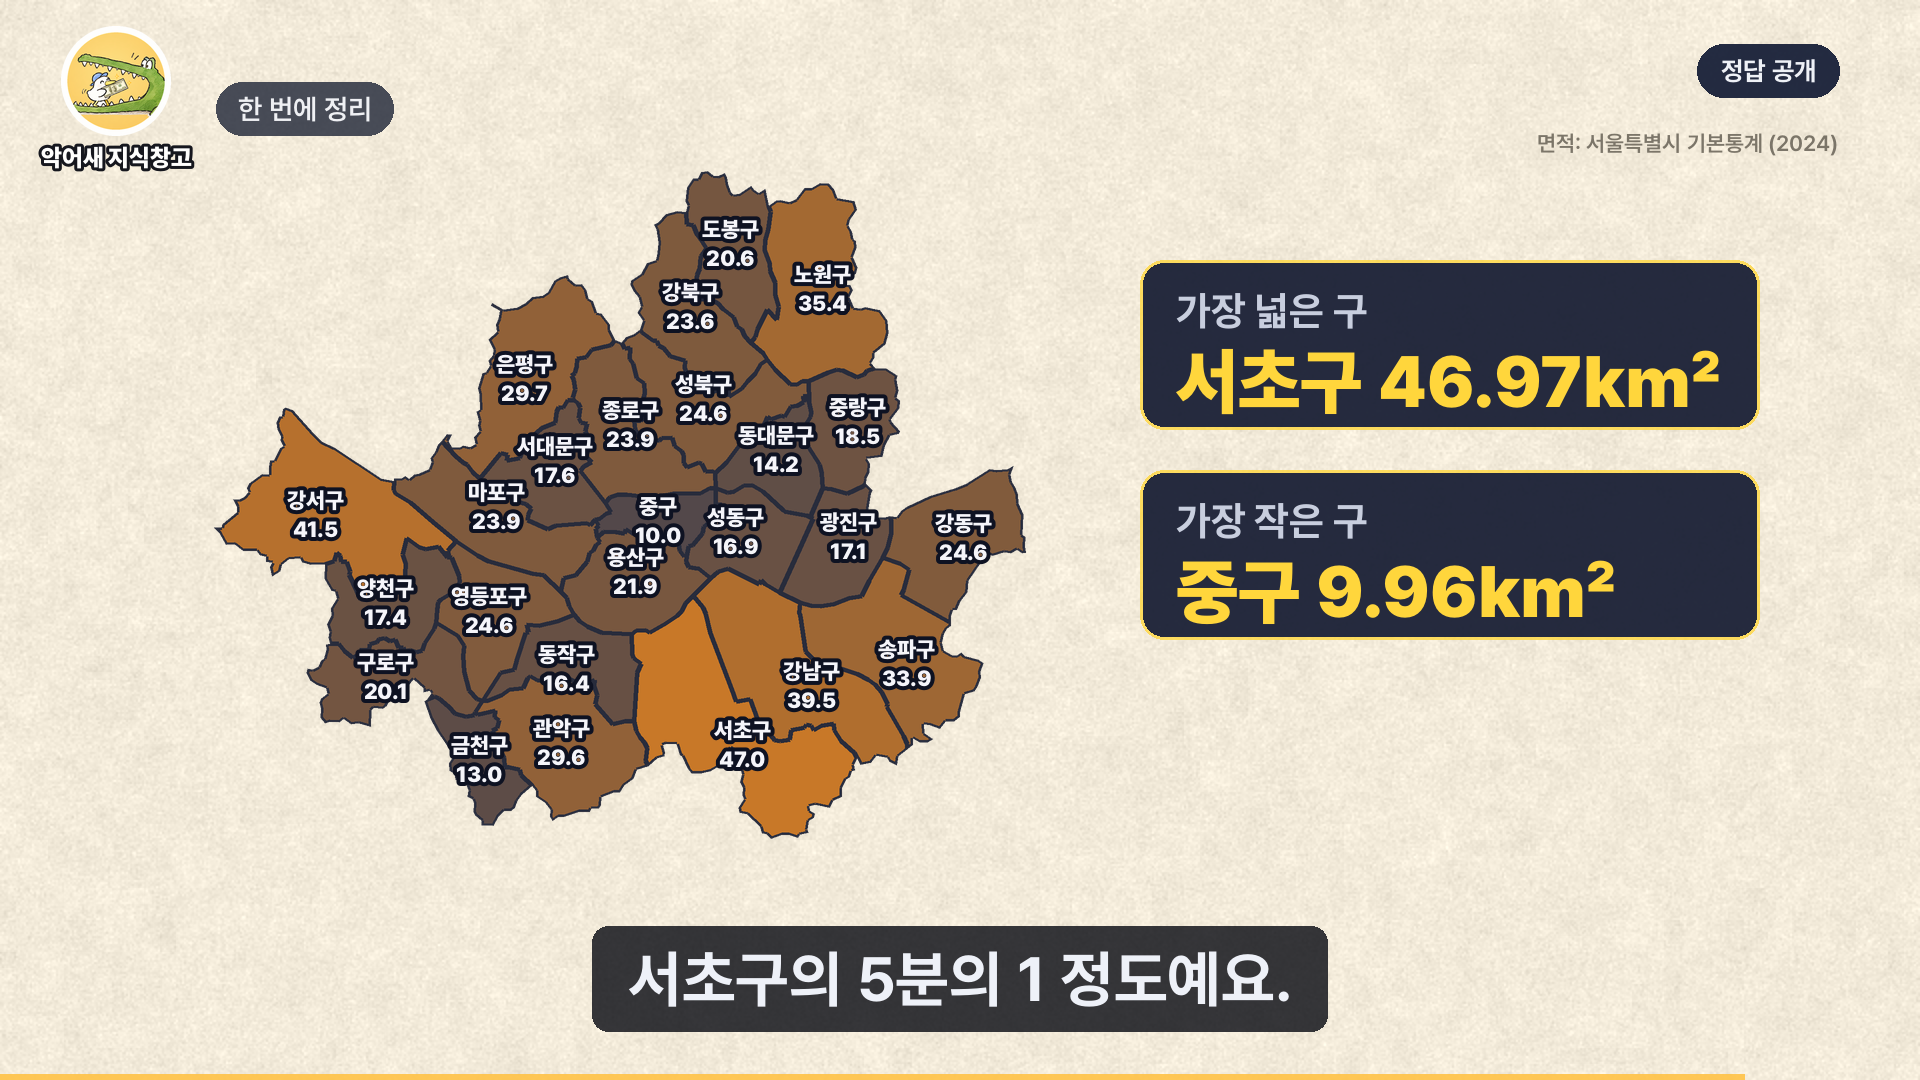 악어새 지식창고
한 번에 정리
정답 공개
면적: 서울특별시 기본통계 (2024)
도봉구
20.6
노원구
35.4
강북구
23.6
은평구
29.7
성북구
24.6
종로구
23.9
중랑구
18.5
동대문구
14.2
서대문구
17.6
마포구
23.9
강서구
41.5
중구
10.0
성동구
16.9
광진구
17.1
강동구
24.6
용산구
21.9
양천구
17.4
영등포구
24.6
구로구
20.1
동작구
16.4
송파구
33.9
강남구
39.5
서초구
47.0
관악구
29.6
금천구
13.0
가장 넓은 구
서초구 46.97km²
가장 작은 구
중구 9.96km²
서초구의 5분의 1 정도예요.